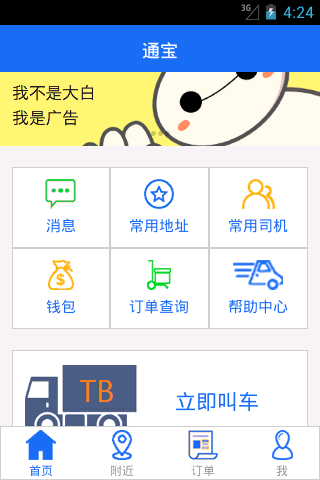 3G 4:24
通宝
我不是大白
我是广告
消息 常用地址 常用司机
钱包 订单查询 帮助中心
TB 立即叫车
首页 附近 订单 我